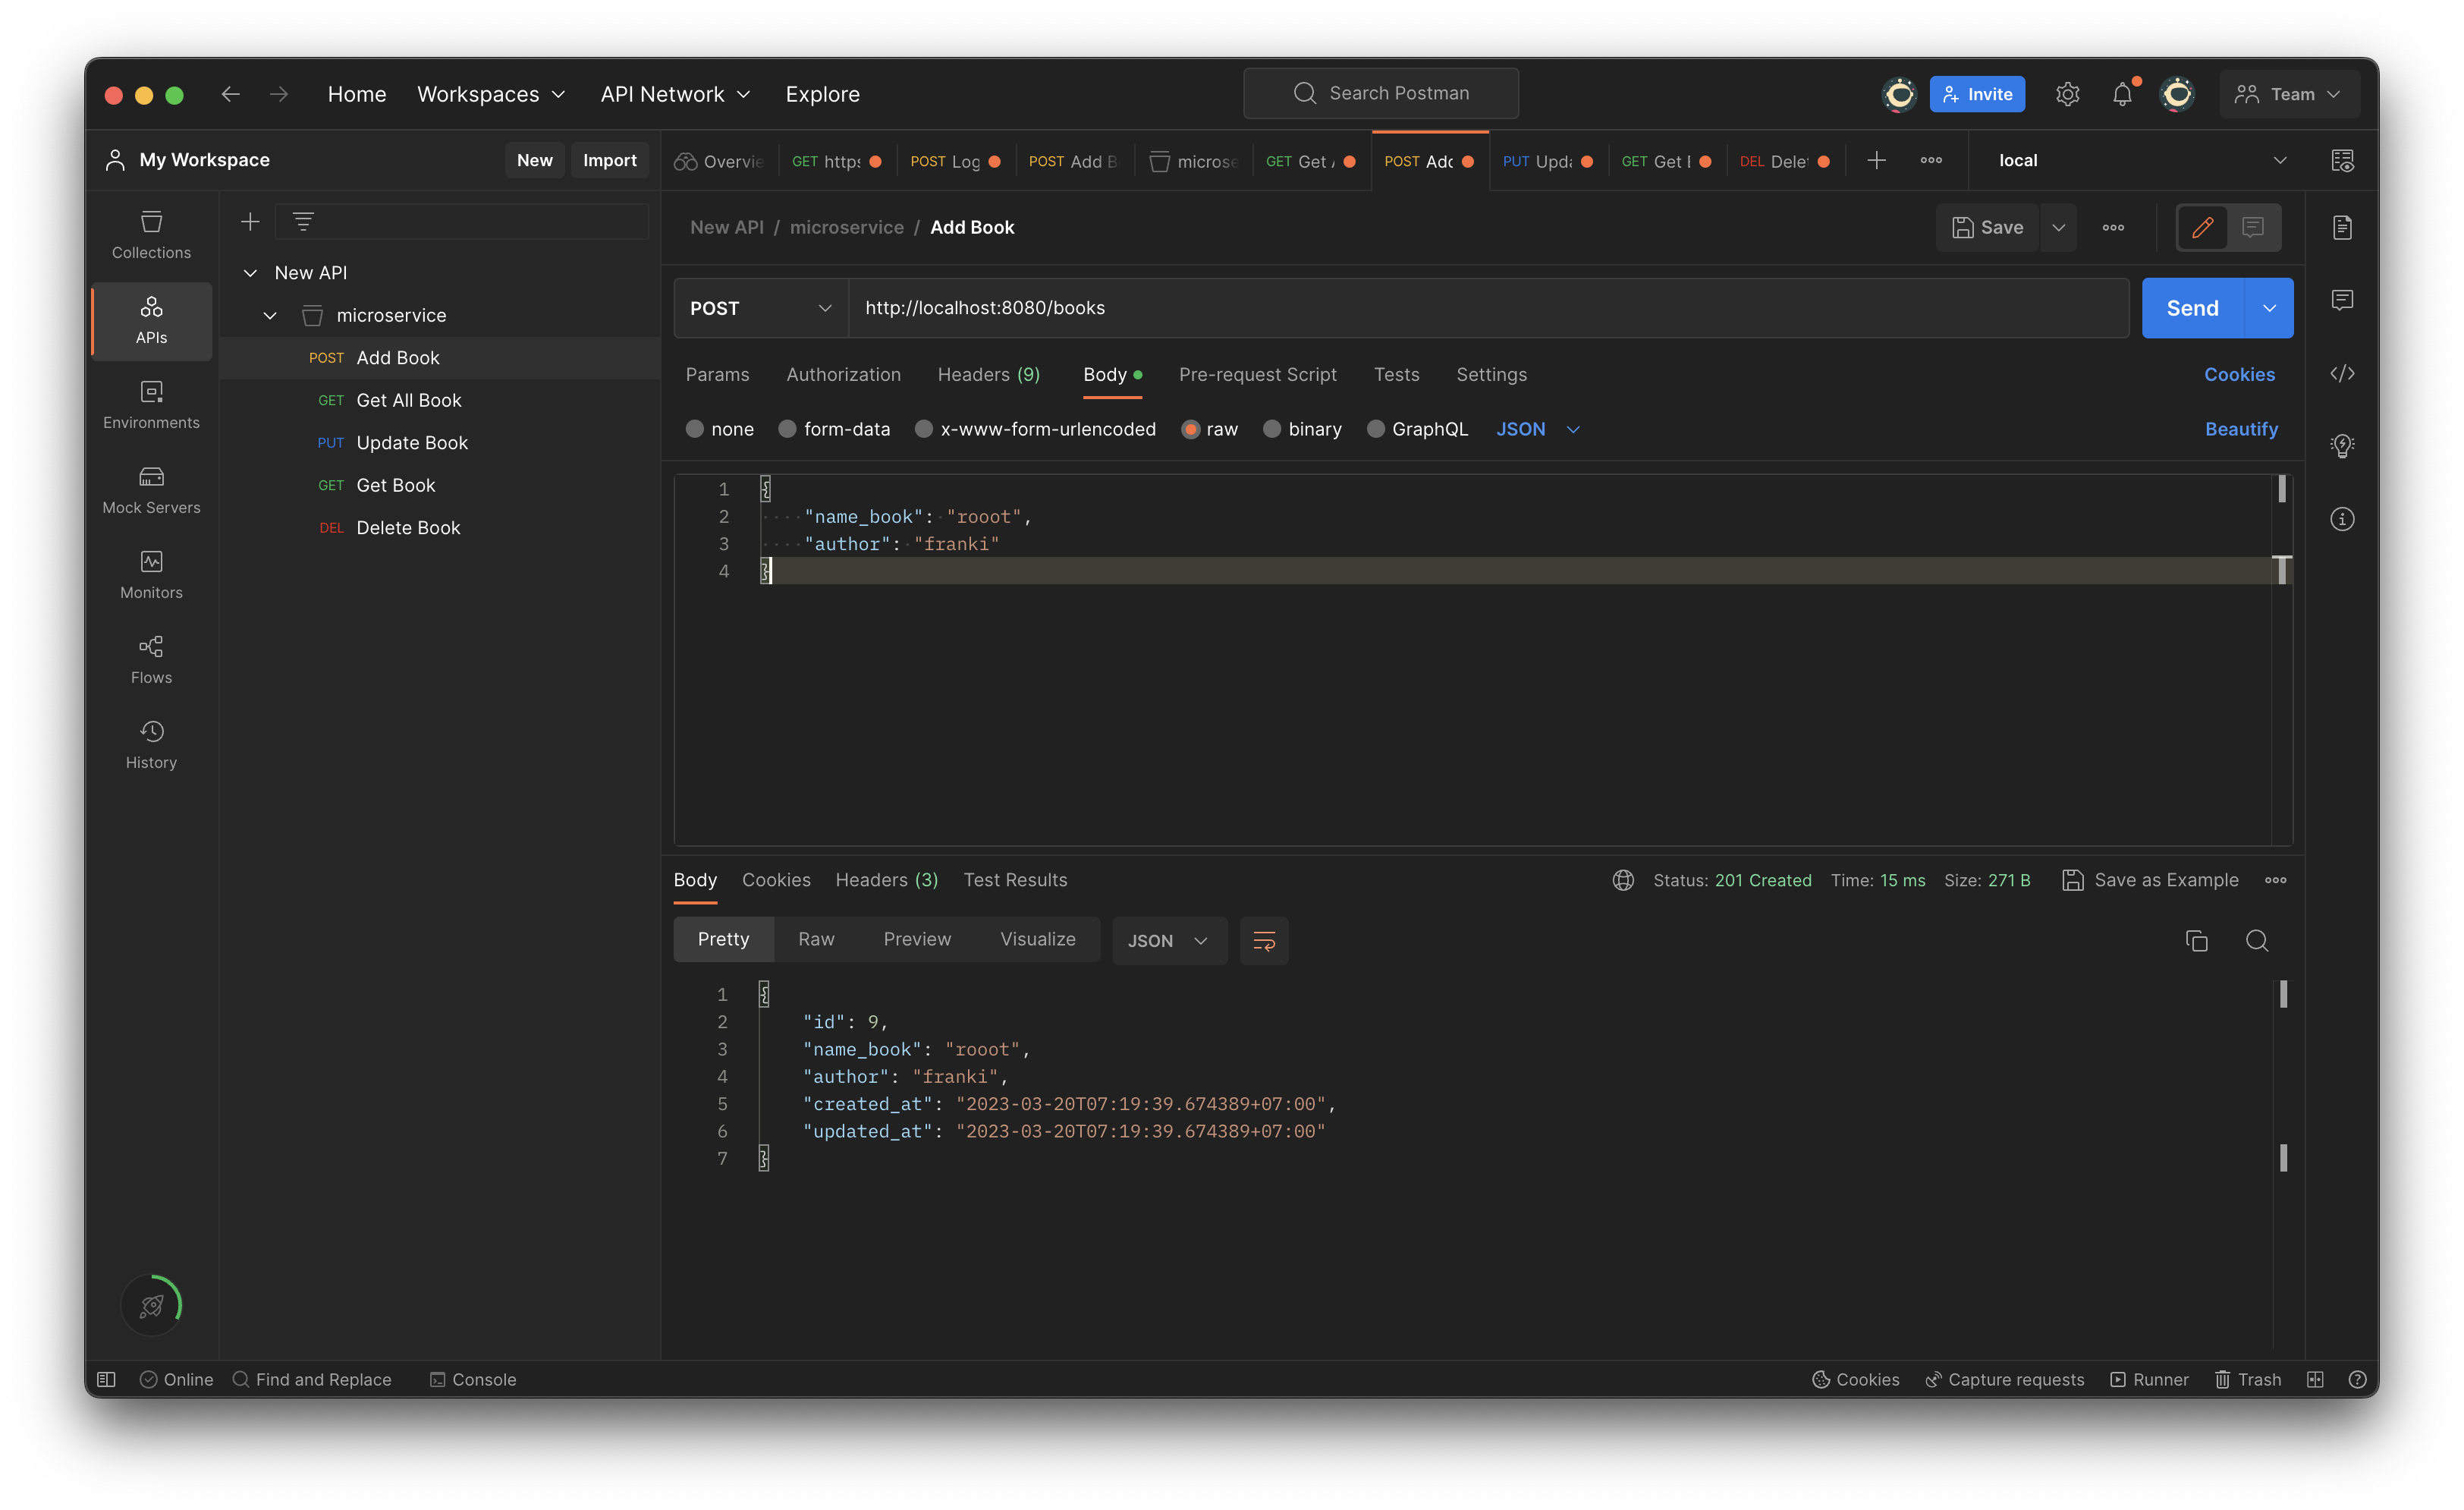 Home Workspaces API Network Explore Search Postman Invite Team
My Workspace New Import
Overvie GET https POST Log POST Add B microse GET Get POST Add PUT Upda GET Get DEL Delet local
Collections
APIs
Environments
Mock Servers
Monitors
Flows
History
New API
microservice
POST Add Book
GET Get All Book
PUT Update Book
GET Get Book
DEL Delete Book
New API / microservice / Add Book Save
POST http://localhost:8080/books Send
Params Authorization Headers (9) Body Pre-request Script Tests Settings Cookies
none form-data x-www-form-urlencoded raw binary GraphQL JSON Beautify
1 {
2 "name_book": "rooot",
3 "author": "franki"
4 }
Body Cookies Headers (3) Test Results Status: 201 Created Time: 15 ms Size: 271 B Save as Example
Pretty Raw Preview Visualize JSON
1 {
2 "id": 9,
3 "name_book": "rooot",
4 "author": "franki",
5 "created_at": "2023-03-20T07:19:39.674389+07:00",
6 "updated_at": "2023-03-20T07:19:39.674389+07:00"
7 }
Online Find and Replace Console Cookies Capture requests Runner Trash